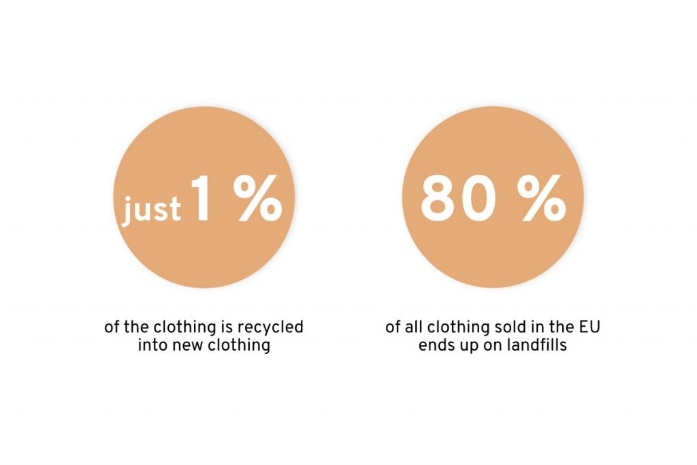 just 1 %
of the clothing is recycled
into new clothing
80 %
of all clothing sold in the EU
ends up on landfills